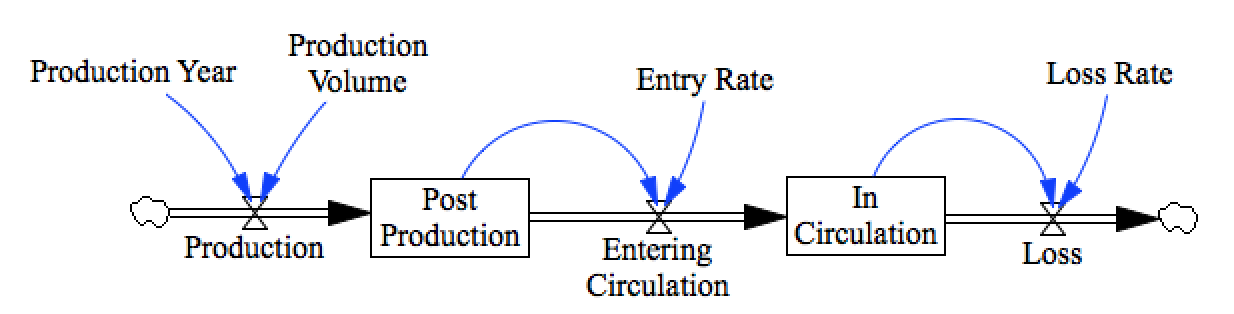 Production Year
Production
Volume
Entry Rate
Loss Rate
Post
Production
In
Circulation
Production
Entering
Circulation
Loss